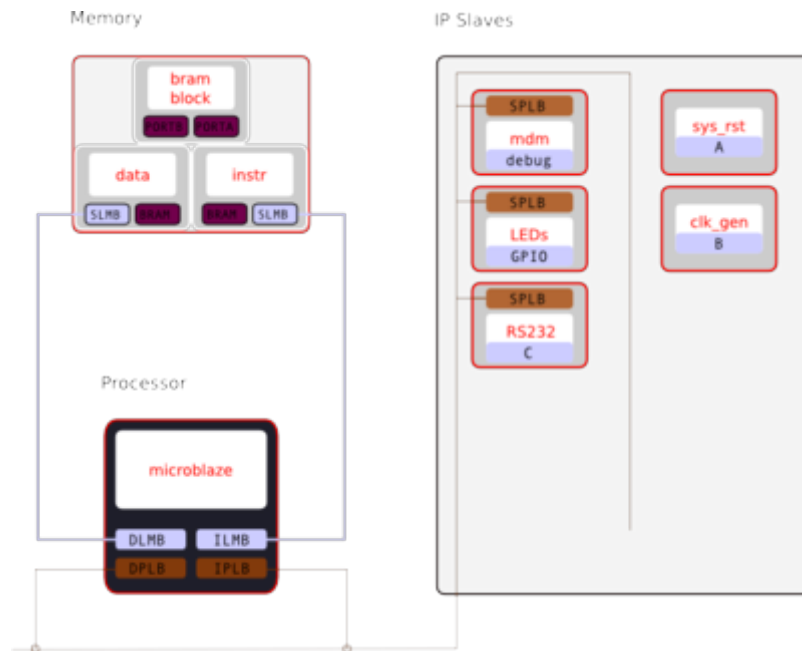 Memory
IP Slaves
bram
block
PORTB PORTA
data
instr
SLMB BRAM
BRAM SLMB
SPLB
mdm
debug
sys_rst
A
SPLB
LEDs
GPIO
clk_gen
B
SPLB
RS232
C
Processor
microblaze
DLMB ILMB
DPLB IPLB